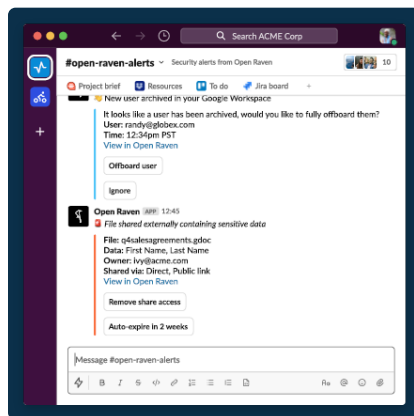 Search ACME Corp
#open-raven-alerts
Security alerts from Open Raven
10
Project brief
Resources
To do
Jira board
+
New user archived in your Google Workspace
It looks like a user has been archived, would you like to fully offboard them?
User: randy@globex.com
Time: 12:34pm PST
View in Open Raven
Offboard user
Ignore
Open Raven APP 12:45
File shared externally containing sensitive data
File: q4salesagreements.gdoc
Data: First Name, Last Name
Owner: ivy@acme.com
Shared via: Direct, Public link
View in Open Raven
Remove share access
Auto-expire in 2 weeks
Message #open-raven-alerts
B I S </> Aa @